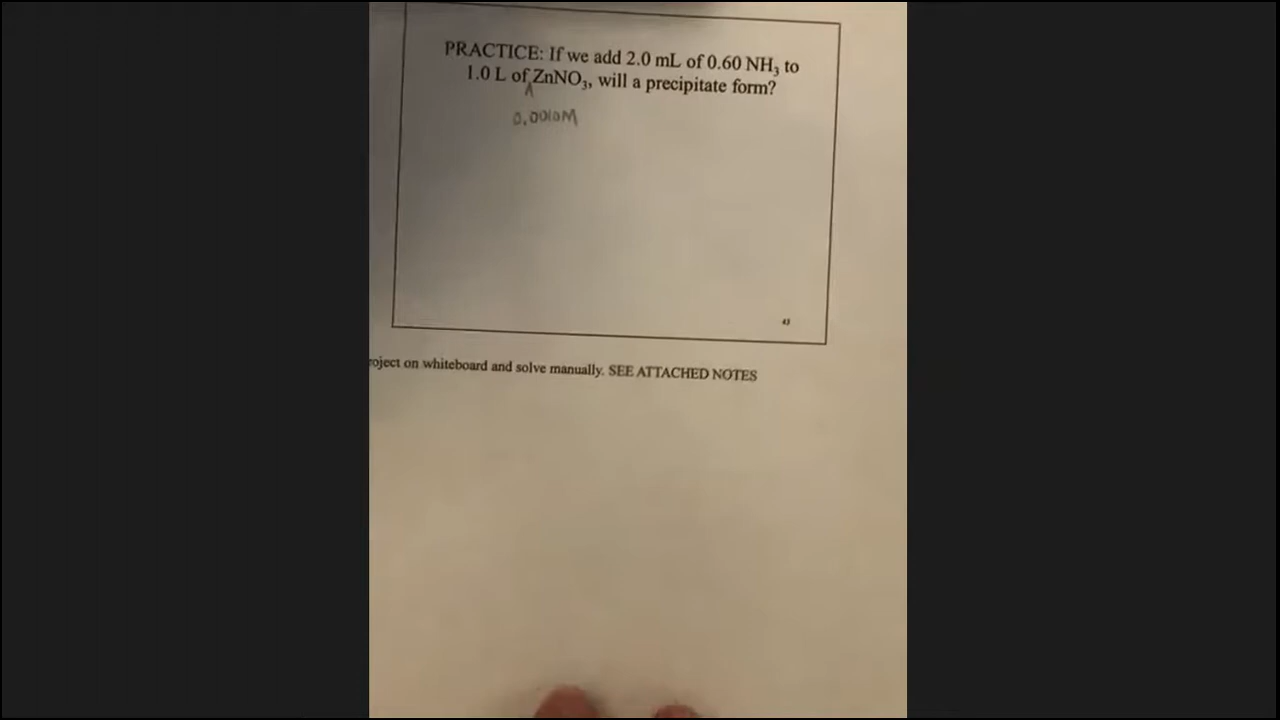 PRACTICE: If we add 2.0 mL of 0.60 NH₃ to
1.0 L of ZnNO₃, will a precipitate form?
^
0.0010M
43
roject on whiteboard and solve manually. SEE ATTACHED NOTES